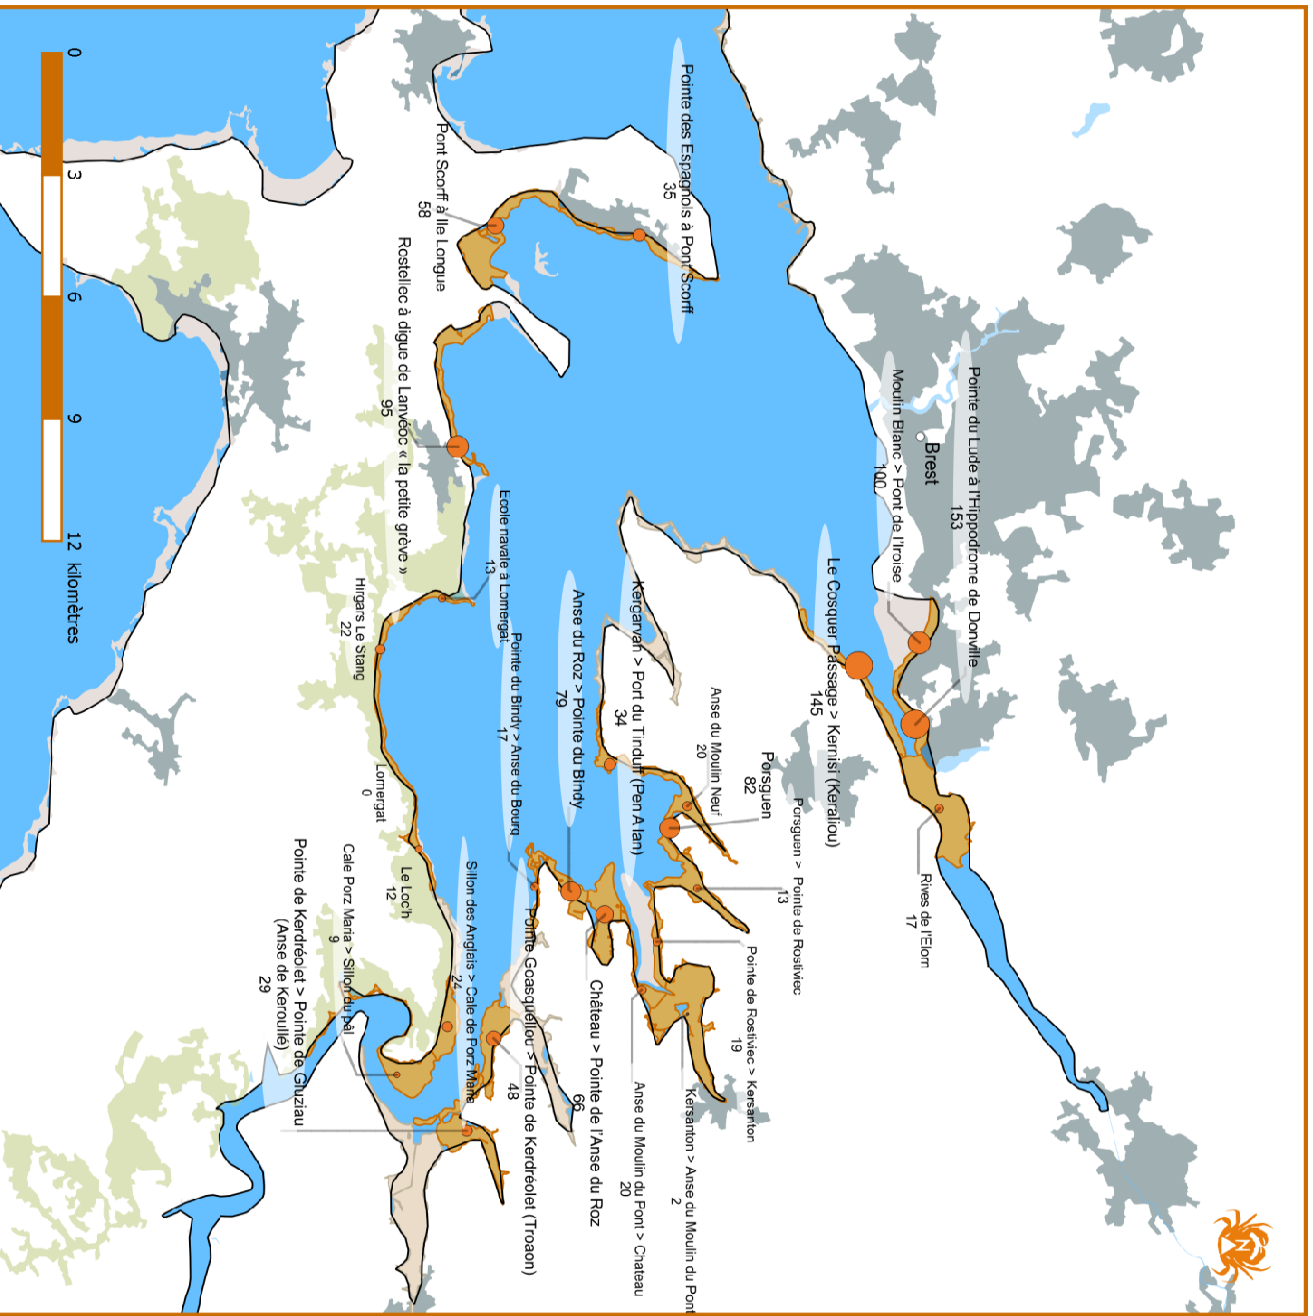 Brest
Pointe du Lude à l'Hippodrome de Donville
153
Moulin Blanc > Pont de l'Iroise
100
Pointe des Espagnols à Pont Scorff
35
Le Cosquer Passage > Kernisi (Keraliou)
145
Rives de l'Elorn
17
Porsguen > Pointe de Rostiviec
13
Porsguen
82
Anse du Moulin Neuf
20
Pointe de Rostiviec > Kersanton
19
Kersanton > Anse du Moulin du Pont
2
Kergarvan > Port du Tinduff (Pen A lan)
34
Anse du Moulin du Pont > Chateau
20
Château > Pointe de l'Anse du Roz
66
Anse du Roz > Pointe du Bindy
79
Pointe Goasquellou > Pointe de Kerdréolet (Troaon)
48
Pointe du Bindy > Anse du Bourg
17
Ecole navale à Lomergat
13
Sillon des Anglais > Cale de Porz Maria
24
Pont Scorff à Ile Longue
58
Rostellec à digue de Lanvéoc « la petite grève »
95
Le Loc'h
12
Lomergat
0
Hirgars Le Stang
22
Cale Porz Maria > Sillon du pâl
9
Pointe de Kerdréolet > Pointe de Gluziau
(Anse de Keroullé)
29
0 3 6 9 12 kilomètres
N